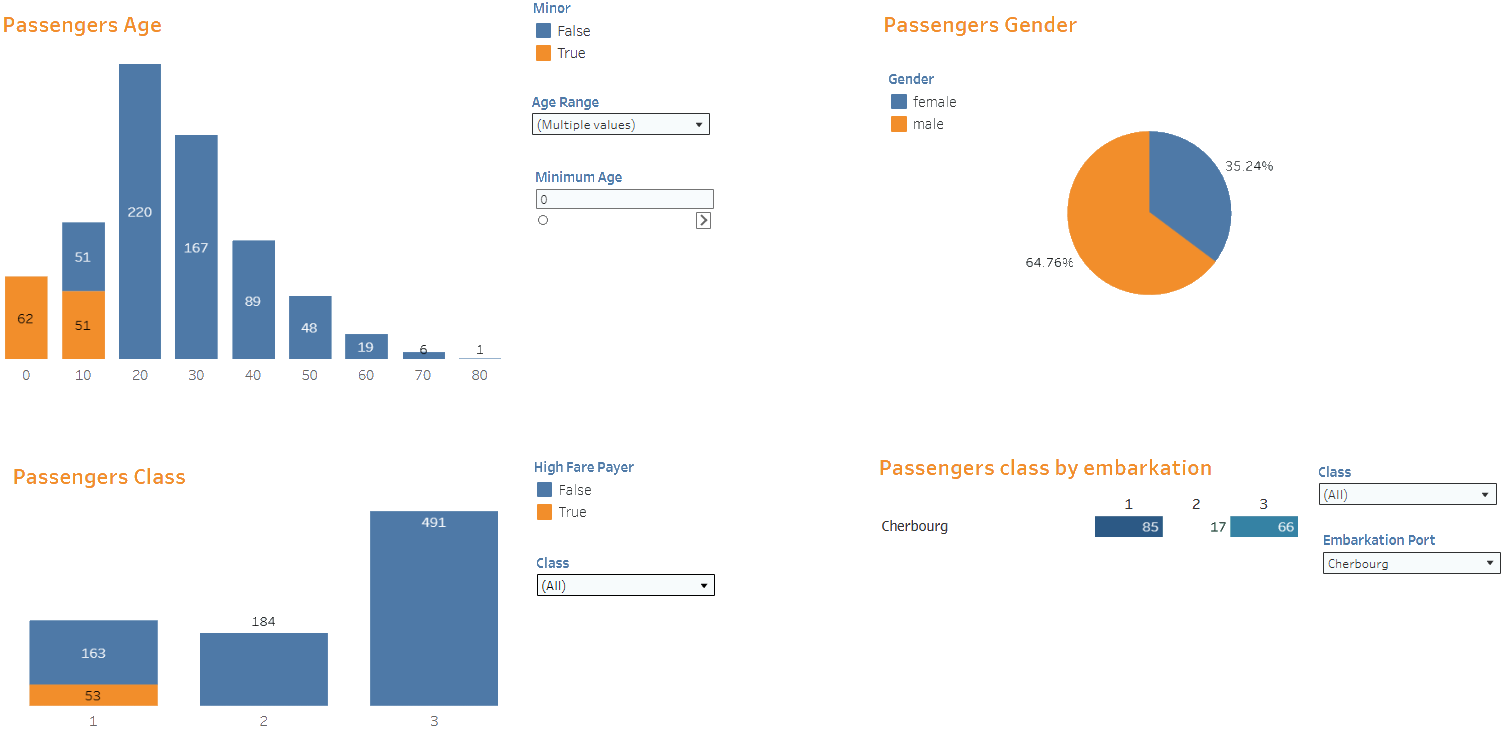 Passengers Age
Minor
False
True
Age Range
(Multiple values)
Minimum Age
0
220
167
51
51
62
89
48
19
6
1
0 10 20 30 40 50 60 70 80
Passengers Gender
Gender
female
male
35.24%
64.76%
Passengers Class
High Fare Payer
False
True
Class
(All)
491
184
163
53
1 2 3
Passengers class by embarkation
1 2 3
Cherbourg 85 17 66
Class
(All)
Embarkation Port
Cherbourg